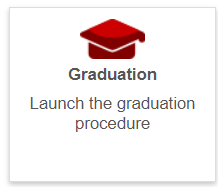 Graduation
Launch the graduation
procedure